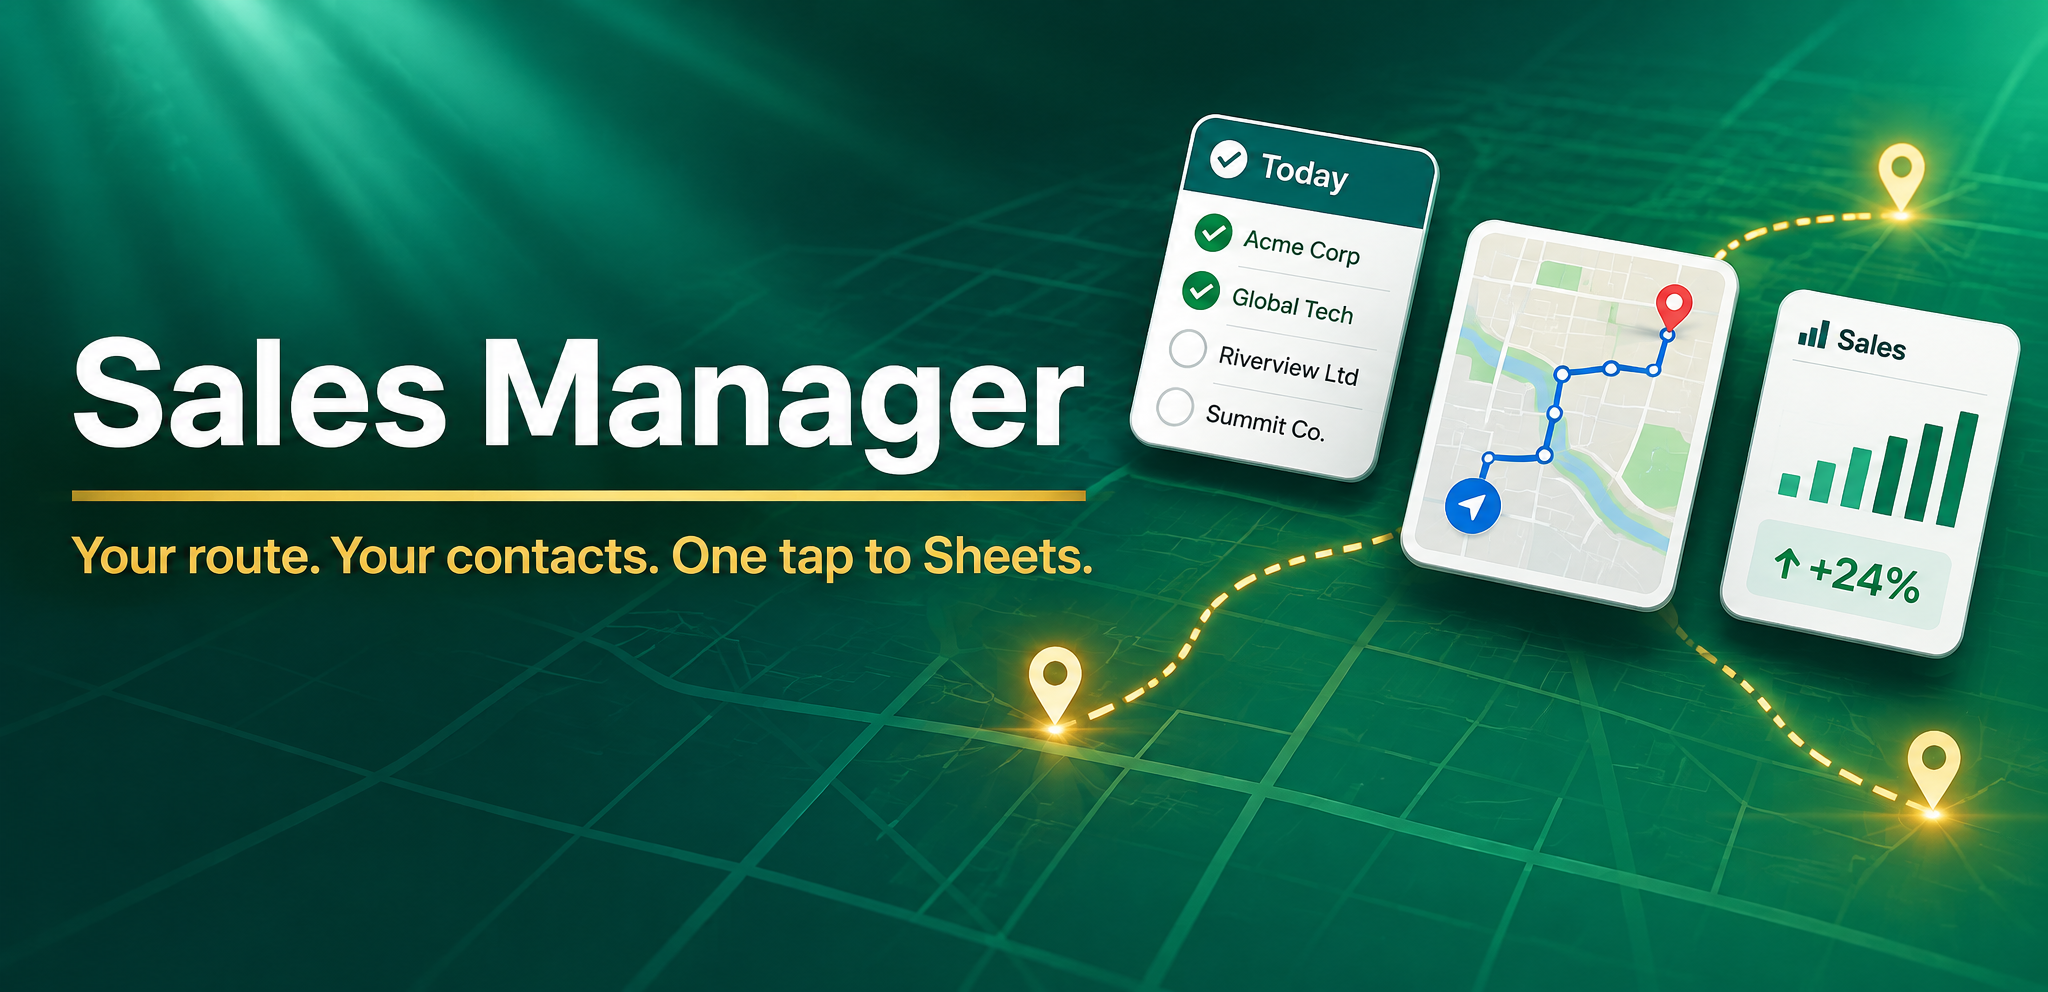 Sales Manager
Your route. Your contacts. One tap to Sheets.
Today
Acme Corp
Global Tech
Riverview Ltd
Summit Co.
Sales
+24%